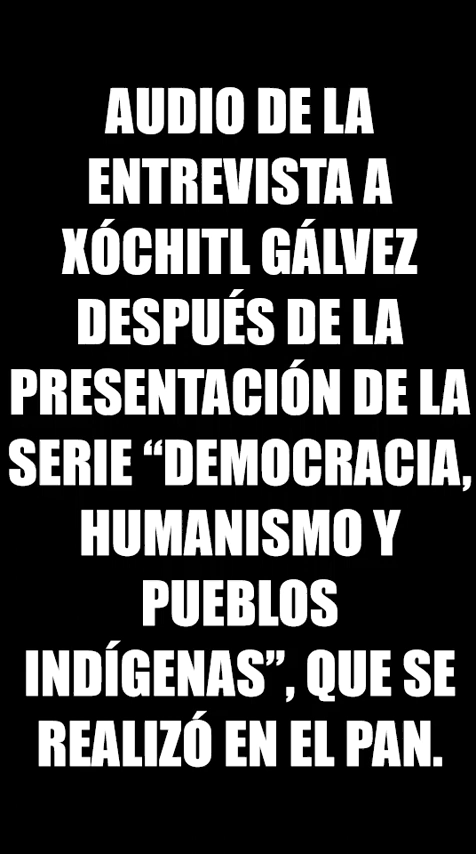 AUDIO DE LA
ENTREVISTA A
XÓCHITL GÁLVEZ
DESPUÉS DE LA
PRESENTACIÓN DE LA
SERIE “DEMOCRACIA,
HUMANISMO Y
PUEBLOS
INDÍGENAS”, QUE SE
REALIZÓ EN EL PAN.